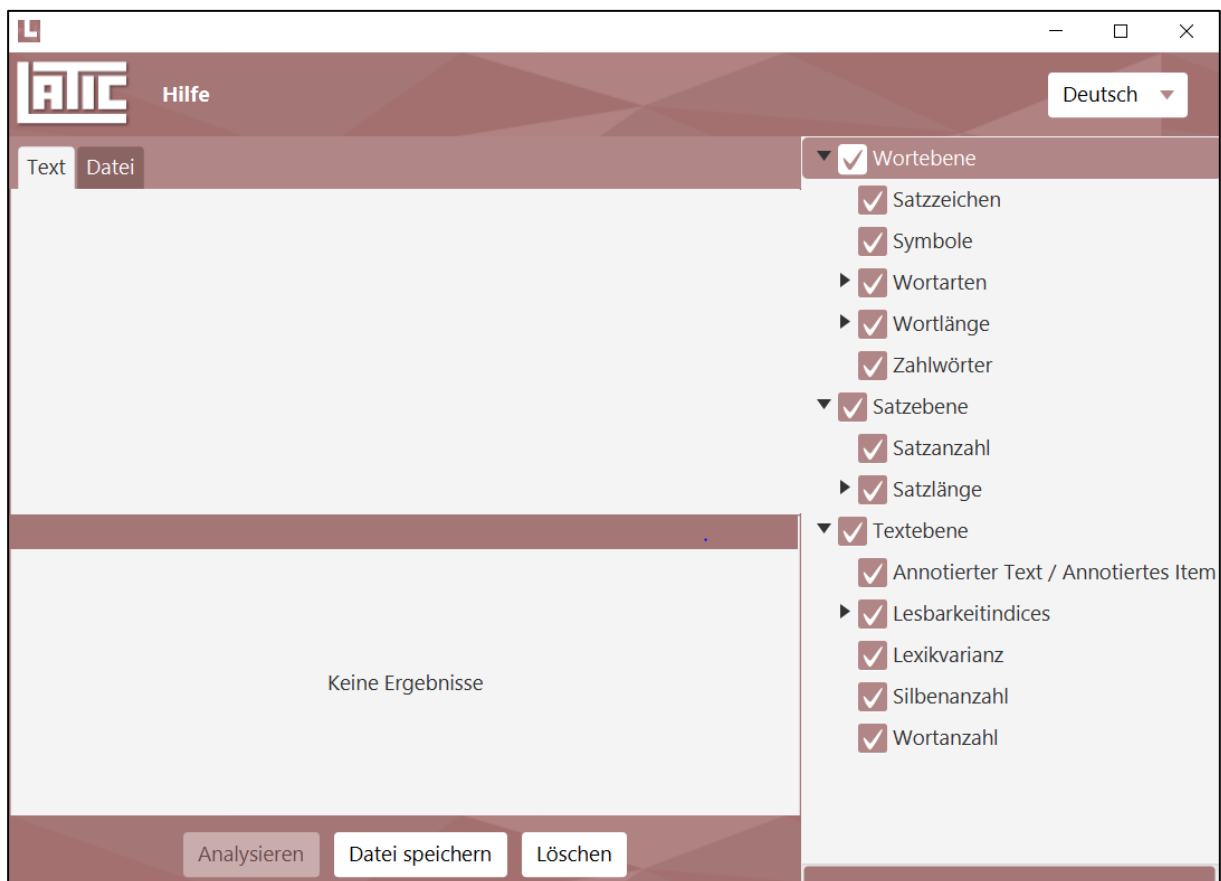 L
LATIC
Hilfe
Deutsch
Text Datei
Wortebene
Satzzeichen
Symbole
Wortarten
Wortlänge
Zahlwörter
Satzebene
Satzanzahl
Satzlänge
Textebene
Annotierter Text / Annotiertes Item
Lesbarkeitindices
Lexikvarianz
Silbenanzahl
Wortanzahl
Keine Ergebnisse
Analysieren Datei speichern Löschen